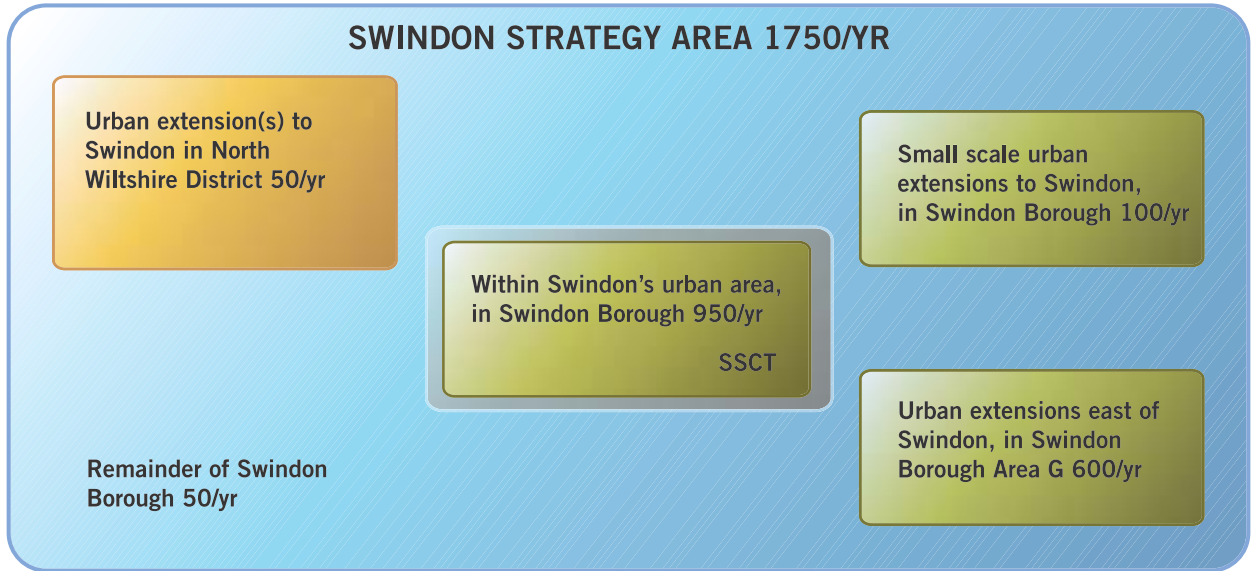 SWINDON STRATEGY AREA 1750/YR
Urban extension(s) to
Swindon in North
Wiltshire District 50/yr
Small scale urban
extensions to Swindon,
in Swindon Borough 100/yr
Within Swindon’s urban area,
in Swindon Borough 950/yr
SSCT
Urban extensions east of
Swindon, in Swindon
Borough Area G 600/yr
Remainder of Swindon
Borough 50/yr